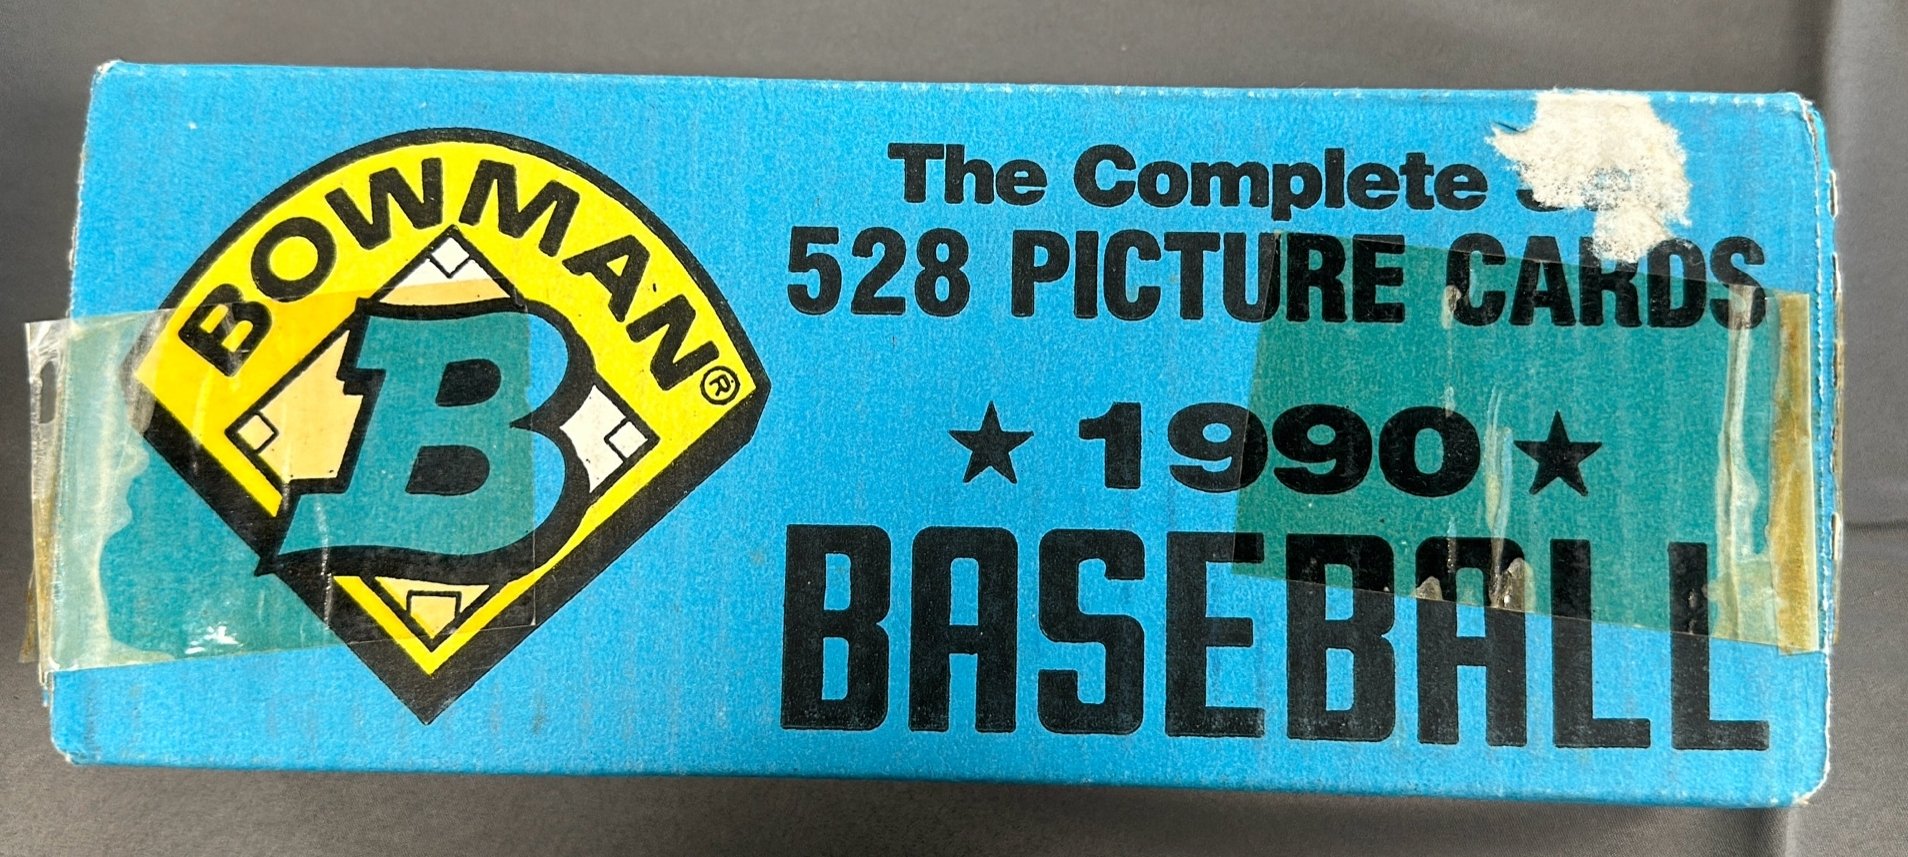 BOWMAN®
B
The Complete
528 PICTURE CARDS
★ 1990 ★
BASEBALL